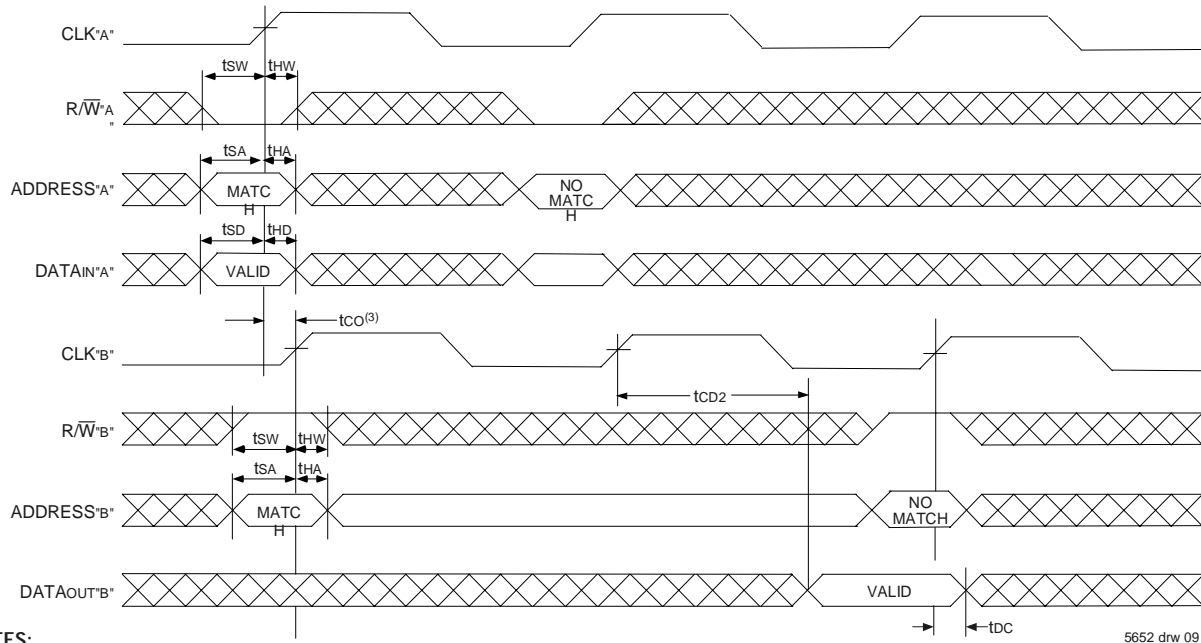 CLK"A"
tSW tHW
R/W"A
"
tSA tHA
ADDRESS"A"
MATC
H
NO
MATC
H
tSD tHD
DATAIN"A"
VALID
tCO(3)
CLK"B"
tCD2
R/W"B"
tSW tHW
tSA tHA
ADDRESS"B"
MATC
H
NO
MATCH
DATAOUT"B"
VALID
tDC
TES:
5652 drw 09